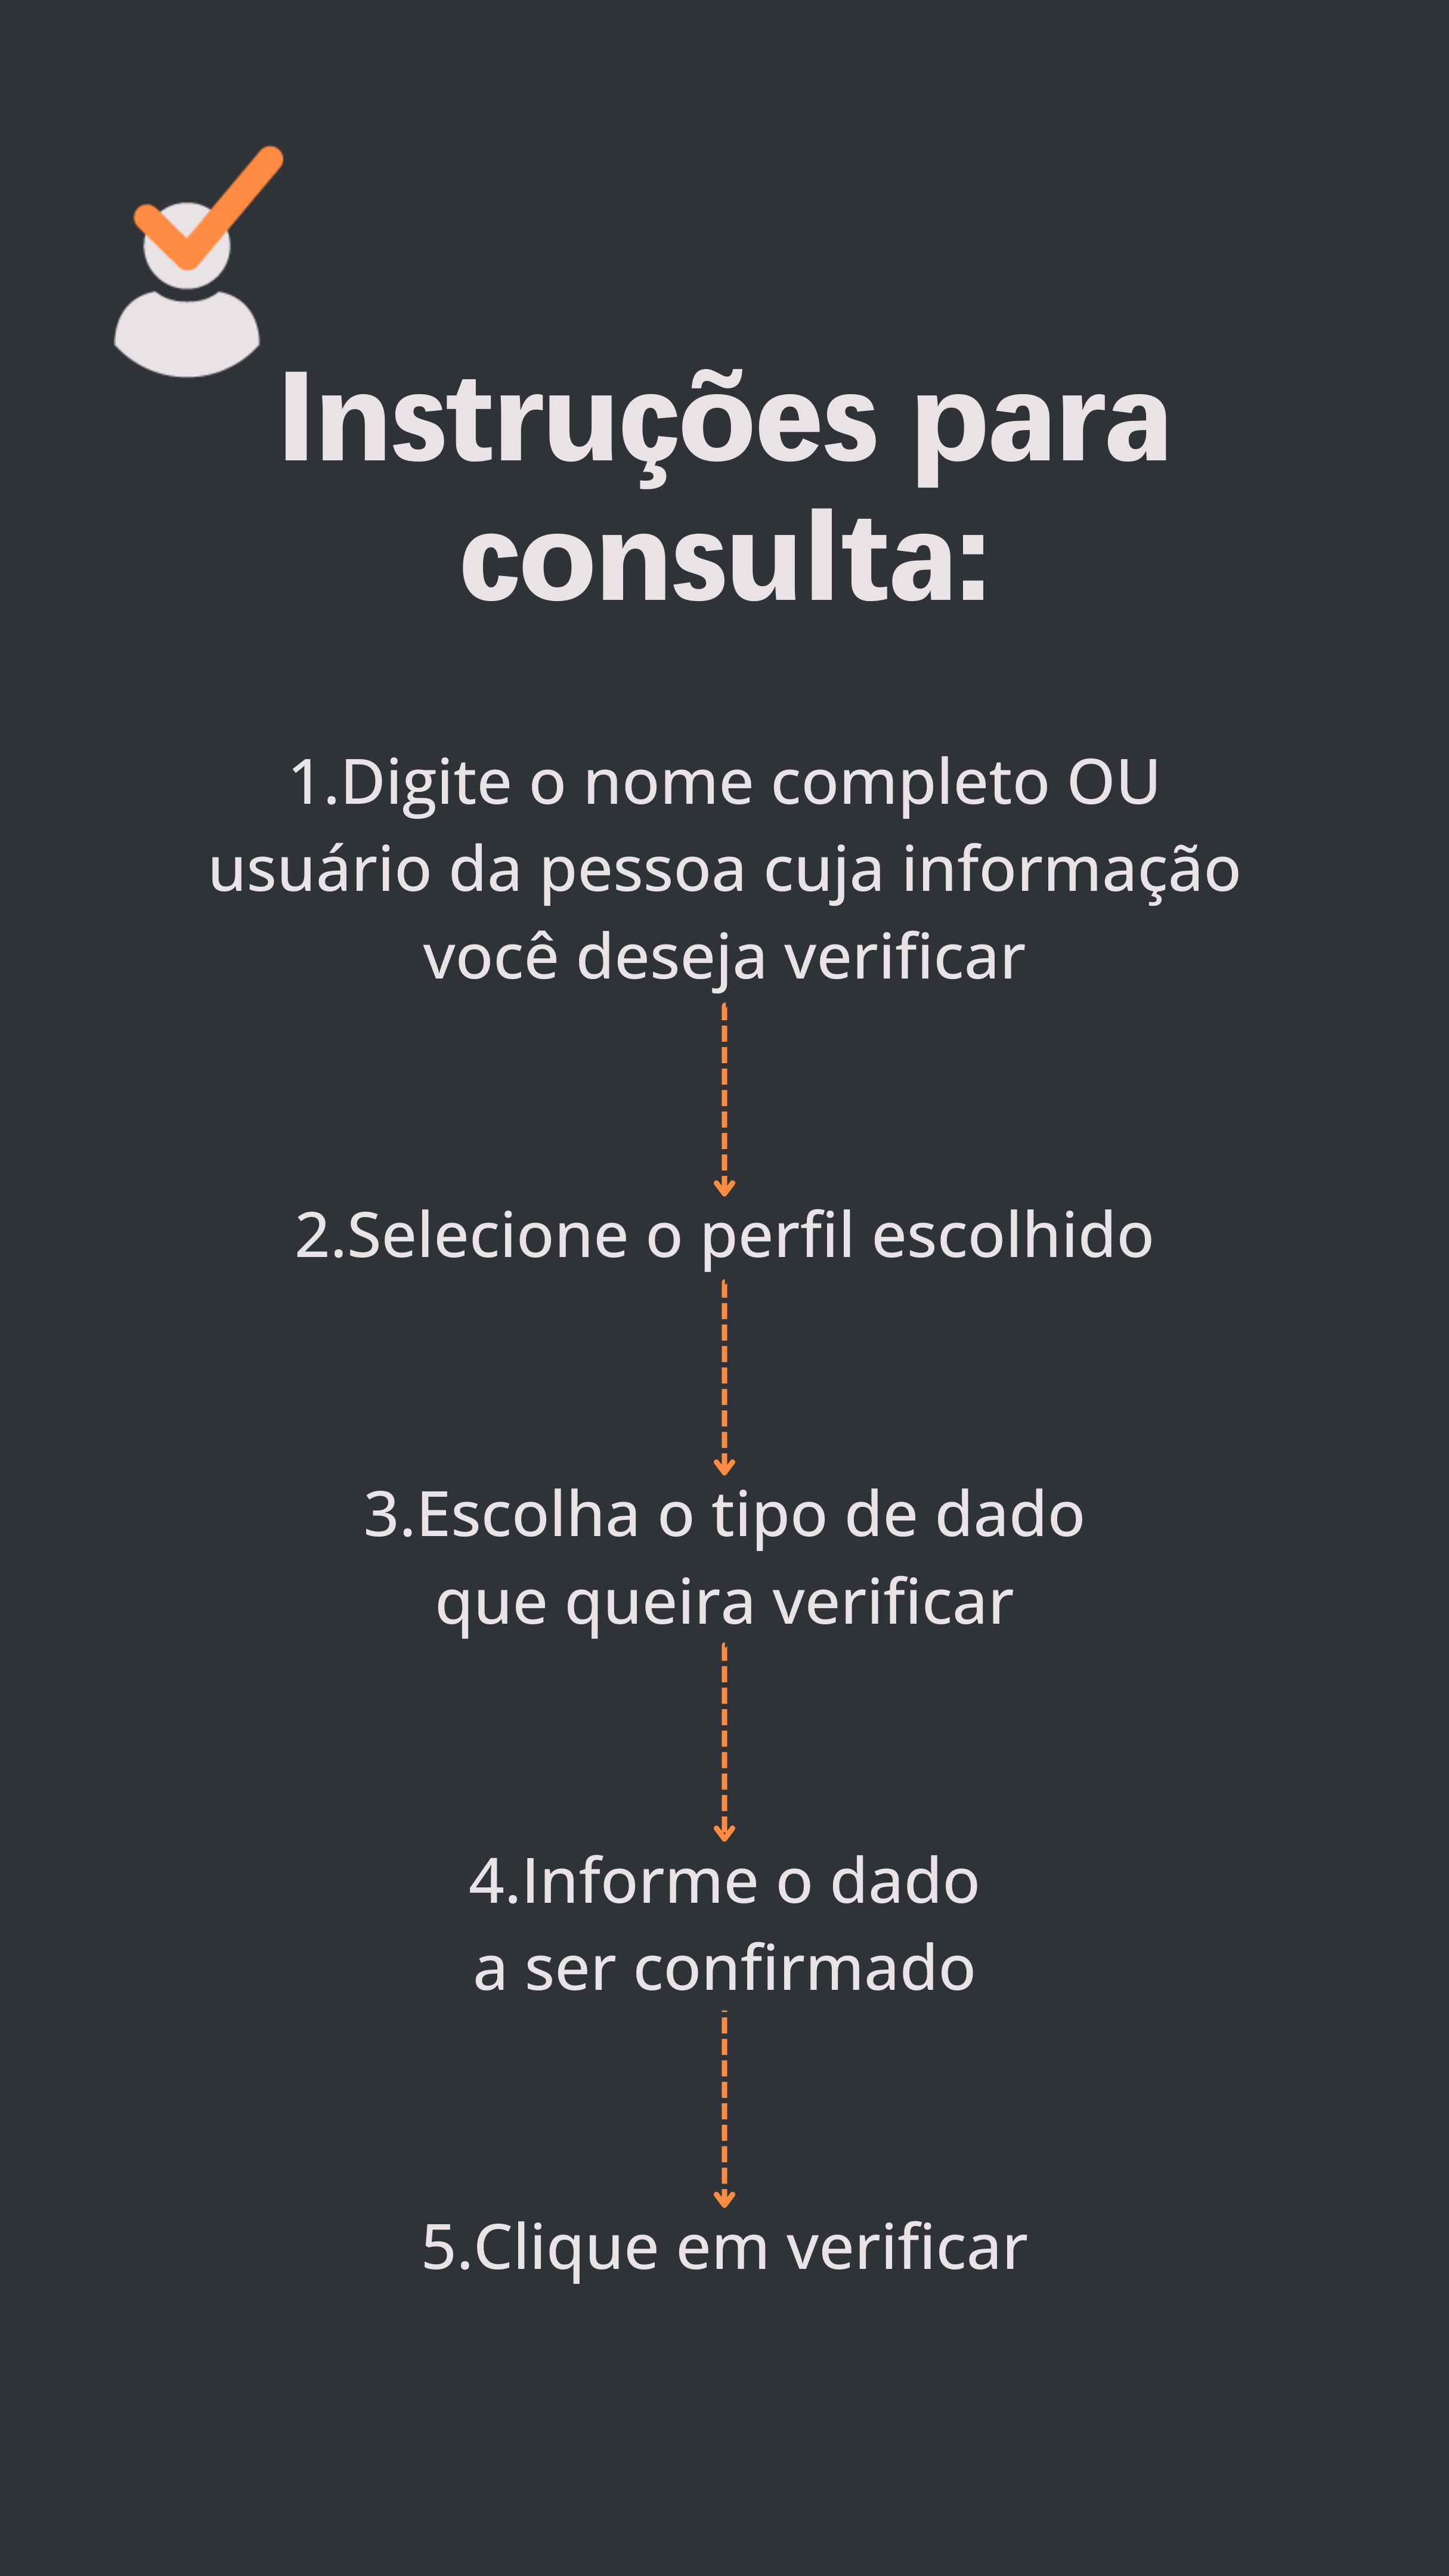 Instruções para
consulta:
1.Digite o nome completo OU
usuário da pessoa cuja informação
você deseja verificar
2.Selecione o perfil escolhido
3.Escolha o tipo de dado
que queira verificar
4.Informe o dado
a ser confirmado
5.Clique em verificar